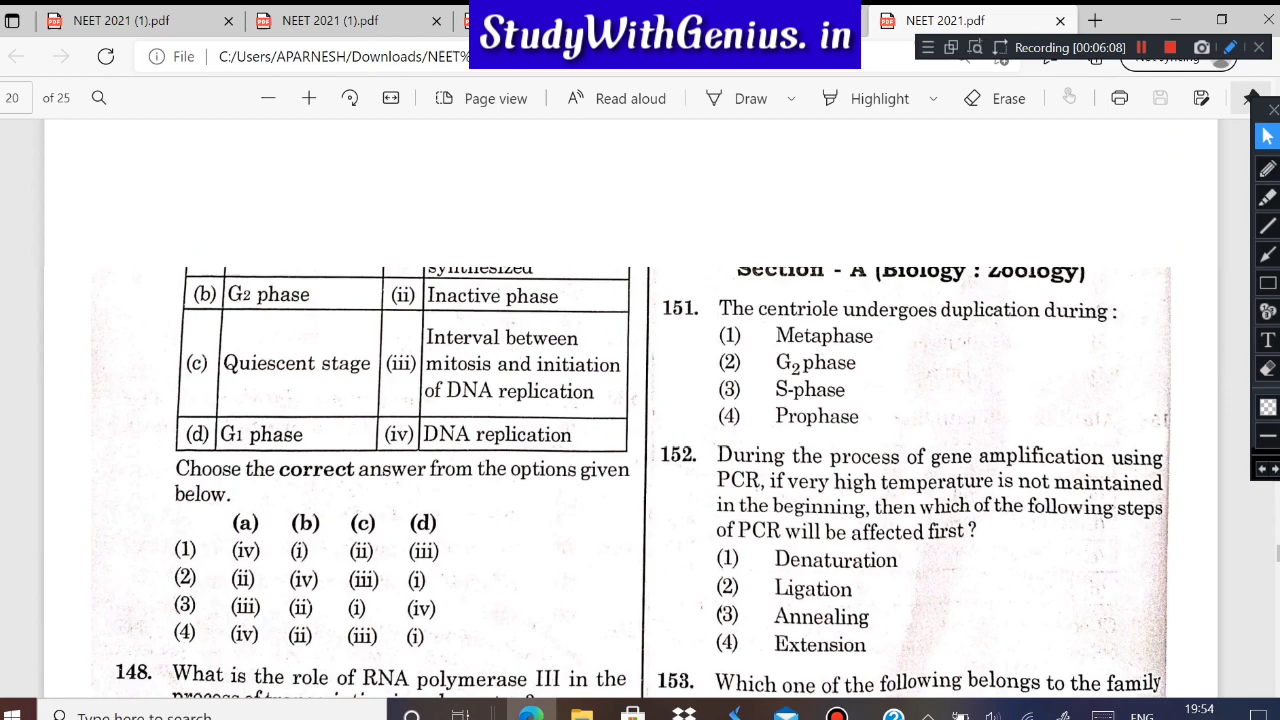 NEET 2021 (1).pdf
NEET 2021 (1).pdf
NEET 2021.pdf
StudyWithGenius. in
Recording [00:06:08]
File
C:/Users/APARNESH/Downloads/NEET%
20
of 25
Page view
Read aloud
Draw
Highlight
Erase
synthesized
(b) G2 phase (ii) Inactive phase
(c) Quiescent stage (iii) Interval between
mitosis and initiation
of DNA replication
(d) G1 phase (iv) DNA replication
Choose the correct answer from the options given
below.
(a) (b) (c) (d)
(1) (iv) (i) (ii) (iii)
(2) (ii) (iv) (iii) (i)
(3) (iii) (ii) (i) (iv)
(4) (iv) (ii) (iii) (i)
148. What is the role of RNA polymerase III in the
Section - A (Biology : Zoology)
151. The centriole undergoes duplication during :
(1) Metaphase
(2) G2 phase
(3) S-phase
(4) Prophase
152. During the process of gene amplification using
PCR, if very high temperature is not maintained
in the beginning, then which of the following steps
of PCR will be affected first ?
(1) Denaturation
(2) Ligation
(3) Annealing
(4) Extension
153. Which one of the following belongs to the family
Type here to search
ENG
19:54